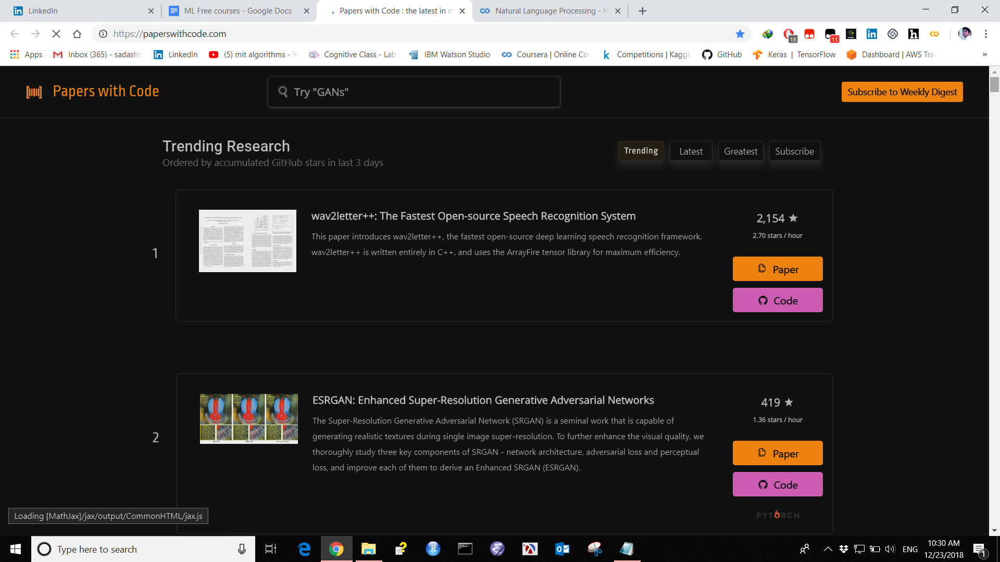 LinkedIn
ML Free courses - Google Docs
Papers with Code : the latest in m
Natural Language Processing - H
https://paperswithcode.com
18
11
Apps
Inbox (365) - sadashi
LinkedIn
(5) mit algorithms - Y
Cognitive Class - Labs
IBM Watson Studio
Coursera | Online Co
Competitions | Kaggl
GitHub
Keras | TensorFlow
Dashboard | AWS Tra
»
Papers with Code
Try "GANs"
Subscribe to Weekly Digest
Trending Research
Ordered by accumulated GitHub stars in last 3 days
Trending
Latest
Greatest
Subscribe
1
wav2letter++: The Fastest Open-source Speech Recognition System
This paper introduces wav2letter++, the fastest open-source deep learning speech recognition framework.
wav2letter++ is written entirely in C++, and uses the ArrayFire tensor library for maximum efficiency.
2,154 ★
2.70 stars / hour
Paper
Code
2
ESRGAN: Enhanced Super-Resolution Generative Adversarial Networks
The Super-Resolution Generative Adversarial Network (SRGAN) is a seminal work that is capable of
generating realistic textures during single image super-resolution. To further enhance the visual quality, we
thoroughly study three key components of SRGAN - network architecture, adversarial loss and perceptual
loss, and improve each of them to derive an Enhanced SRGAN (ESRGAN).
SRGAN
ESRGAN
Ground Truth
419 ★
1.36 stars / hour
Paper
Code
PYTORCH
Loading [MathJax]/jax/output/CommonHTML/jax.js
Type here to search
ENG
10:30 AM
12/23/2018
1